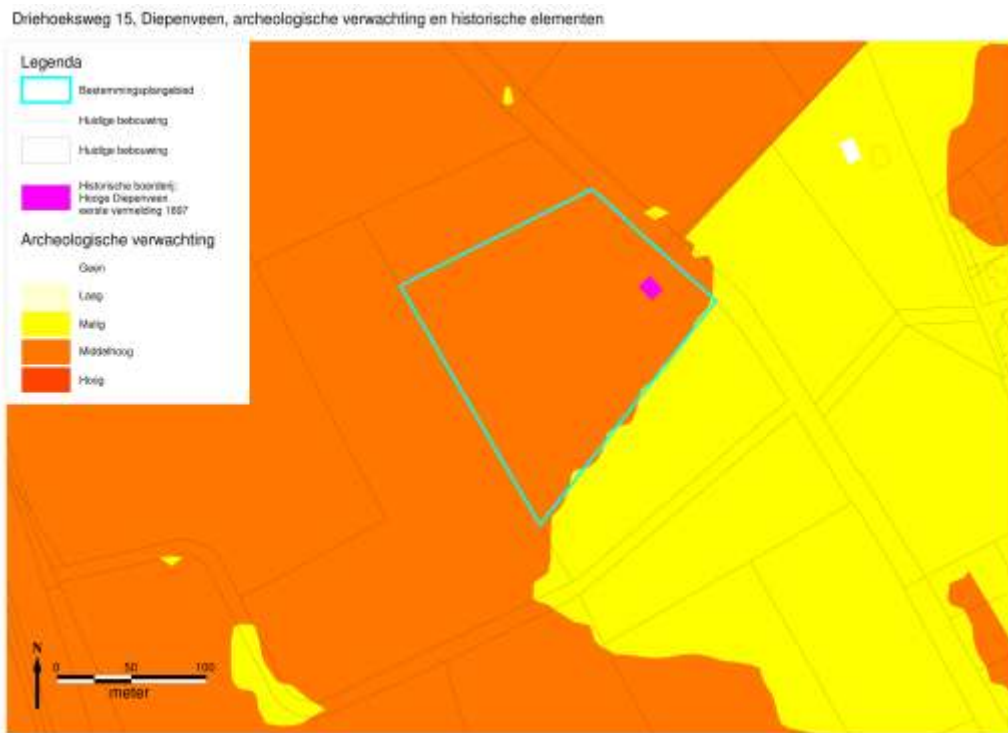 Driehoeksweg 15, Diepenveen, archeologische verwachting en historische elementen
Legenda
Bestemmingsplangebied
Huidige bebouwing
Huidige bebouwing
Historische boerderij:
Hooge Diepenveen
eerste vermelding
Archeologische verwachting
Geen
Laag
Matig
Middelhoog
Hoog
N
0 50 100
meter